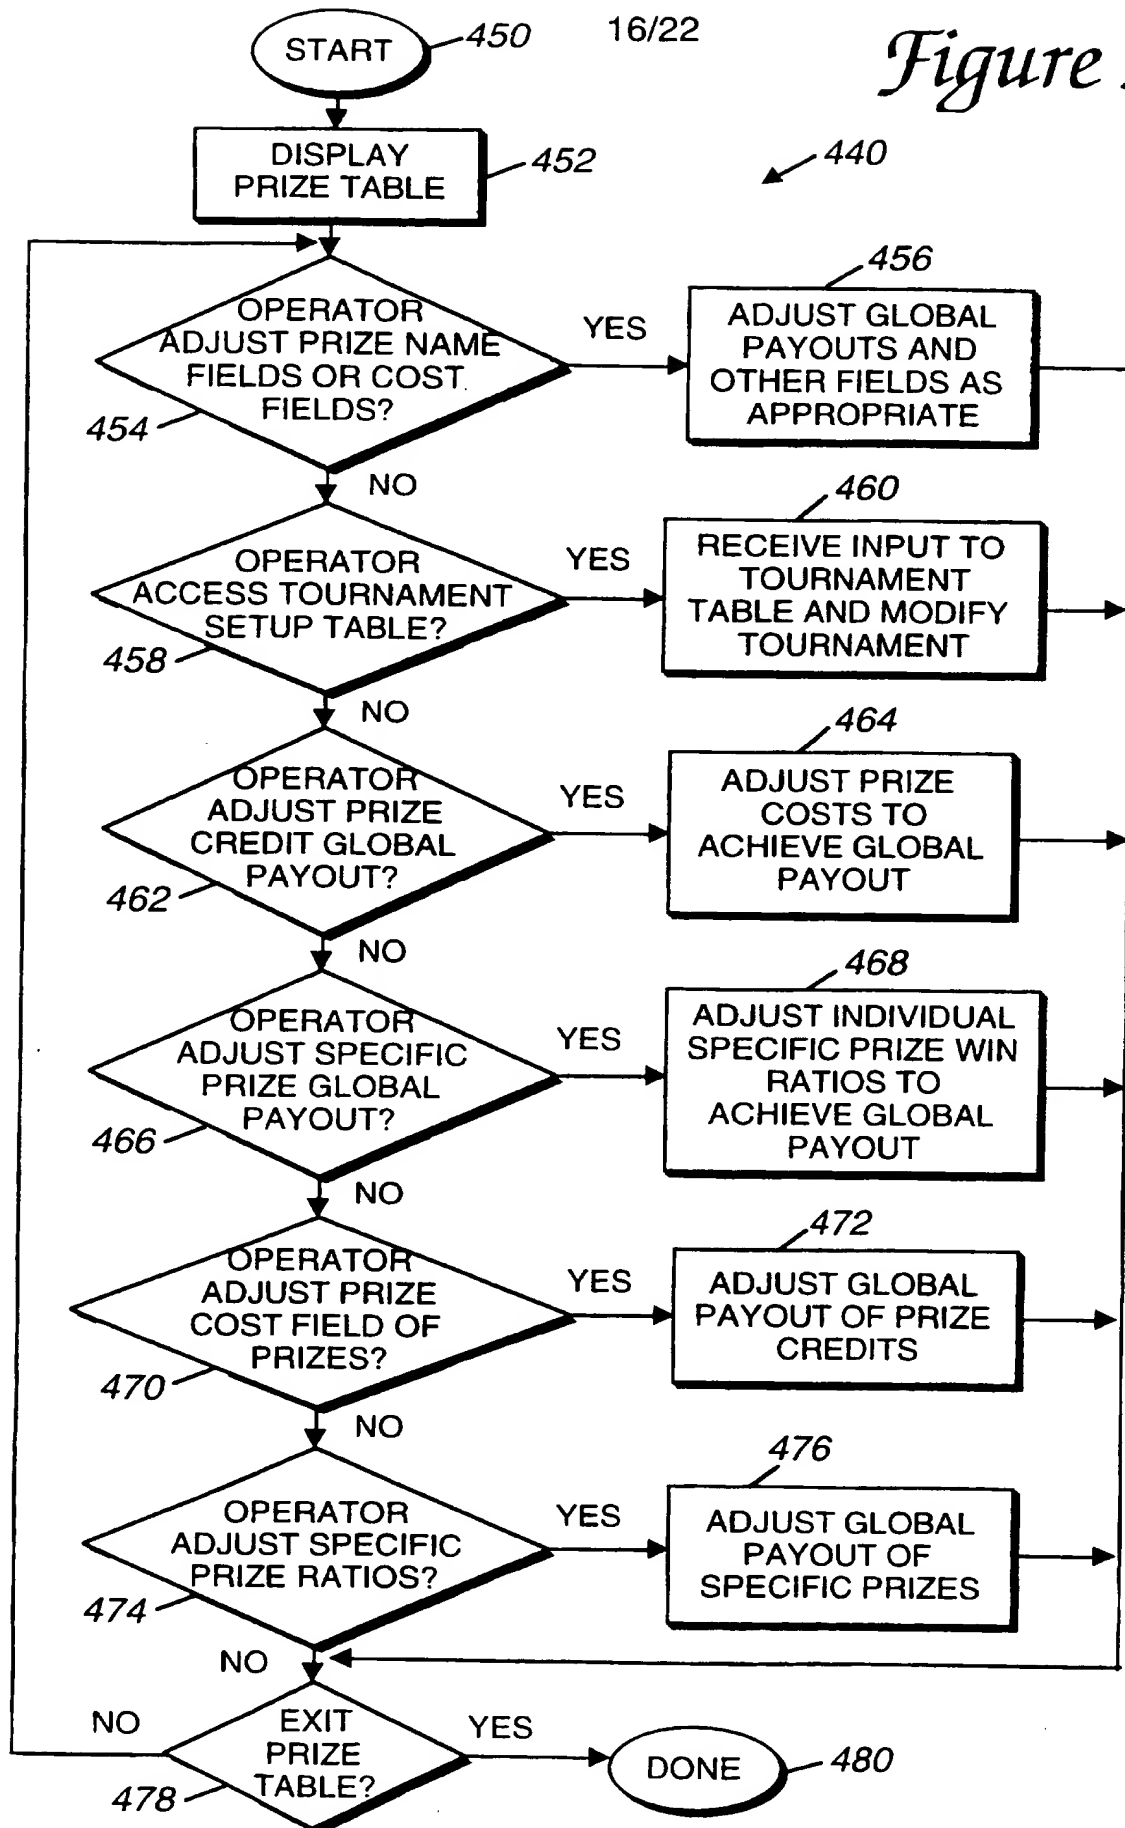 START
450
16/22
Figure
DISPLAY
PRIZE TABLE
452
440
OPERATOR
ADJUST PRIZE NAME
FIELDS OR COST
FIELDS?
454
YES
456
ADJUST GLOBAL
PAYOUTS AND
OTHER FIELDS AS
APPROPRIATE
NO
OPERATOR
ACCESS TOURNAMENT
SETUP TABLE?
458
YES
460
RECEIVE INPUT TO
TOURNAMENT
TABLE AND MODIFY
TOURNAMENT
NO
OPERATOR
ADJUST PRIZE
CREDIT GLOBAL
PAYOUT?
462
YES
464
ADJUST PRIZE
COSTS TO
ACHIEVE GLOBAL
PAYOUT
NO
OPERATOR
ADJUST SPECIFIC
PRIZE GLOBAL
PAYOUT?
466
YES
468
ADJUST INDIVIDUAL
SPECIFIC PRIZE WIN
RATIOS TO
ACHIEVE GLOBAL
PAYOUT
NO
OPERATOR
ADJUST PRIZE
COST FIELD OF
PRIZES?
470
YES
472
ADJUST GLOBAL
PAYOUT OF PRIZE
CREDITS
NO
OPERATOR
ADJUST SPECIFIC
PRIZE RATIOS?
474
YES
476
ADJUST GLOBAL
PAYOUT OF
SPECIFIC PRIZES
NO
NO
EXIT
PRIZE
TABLE?
478
YES
DONE
480